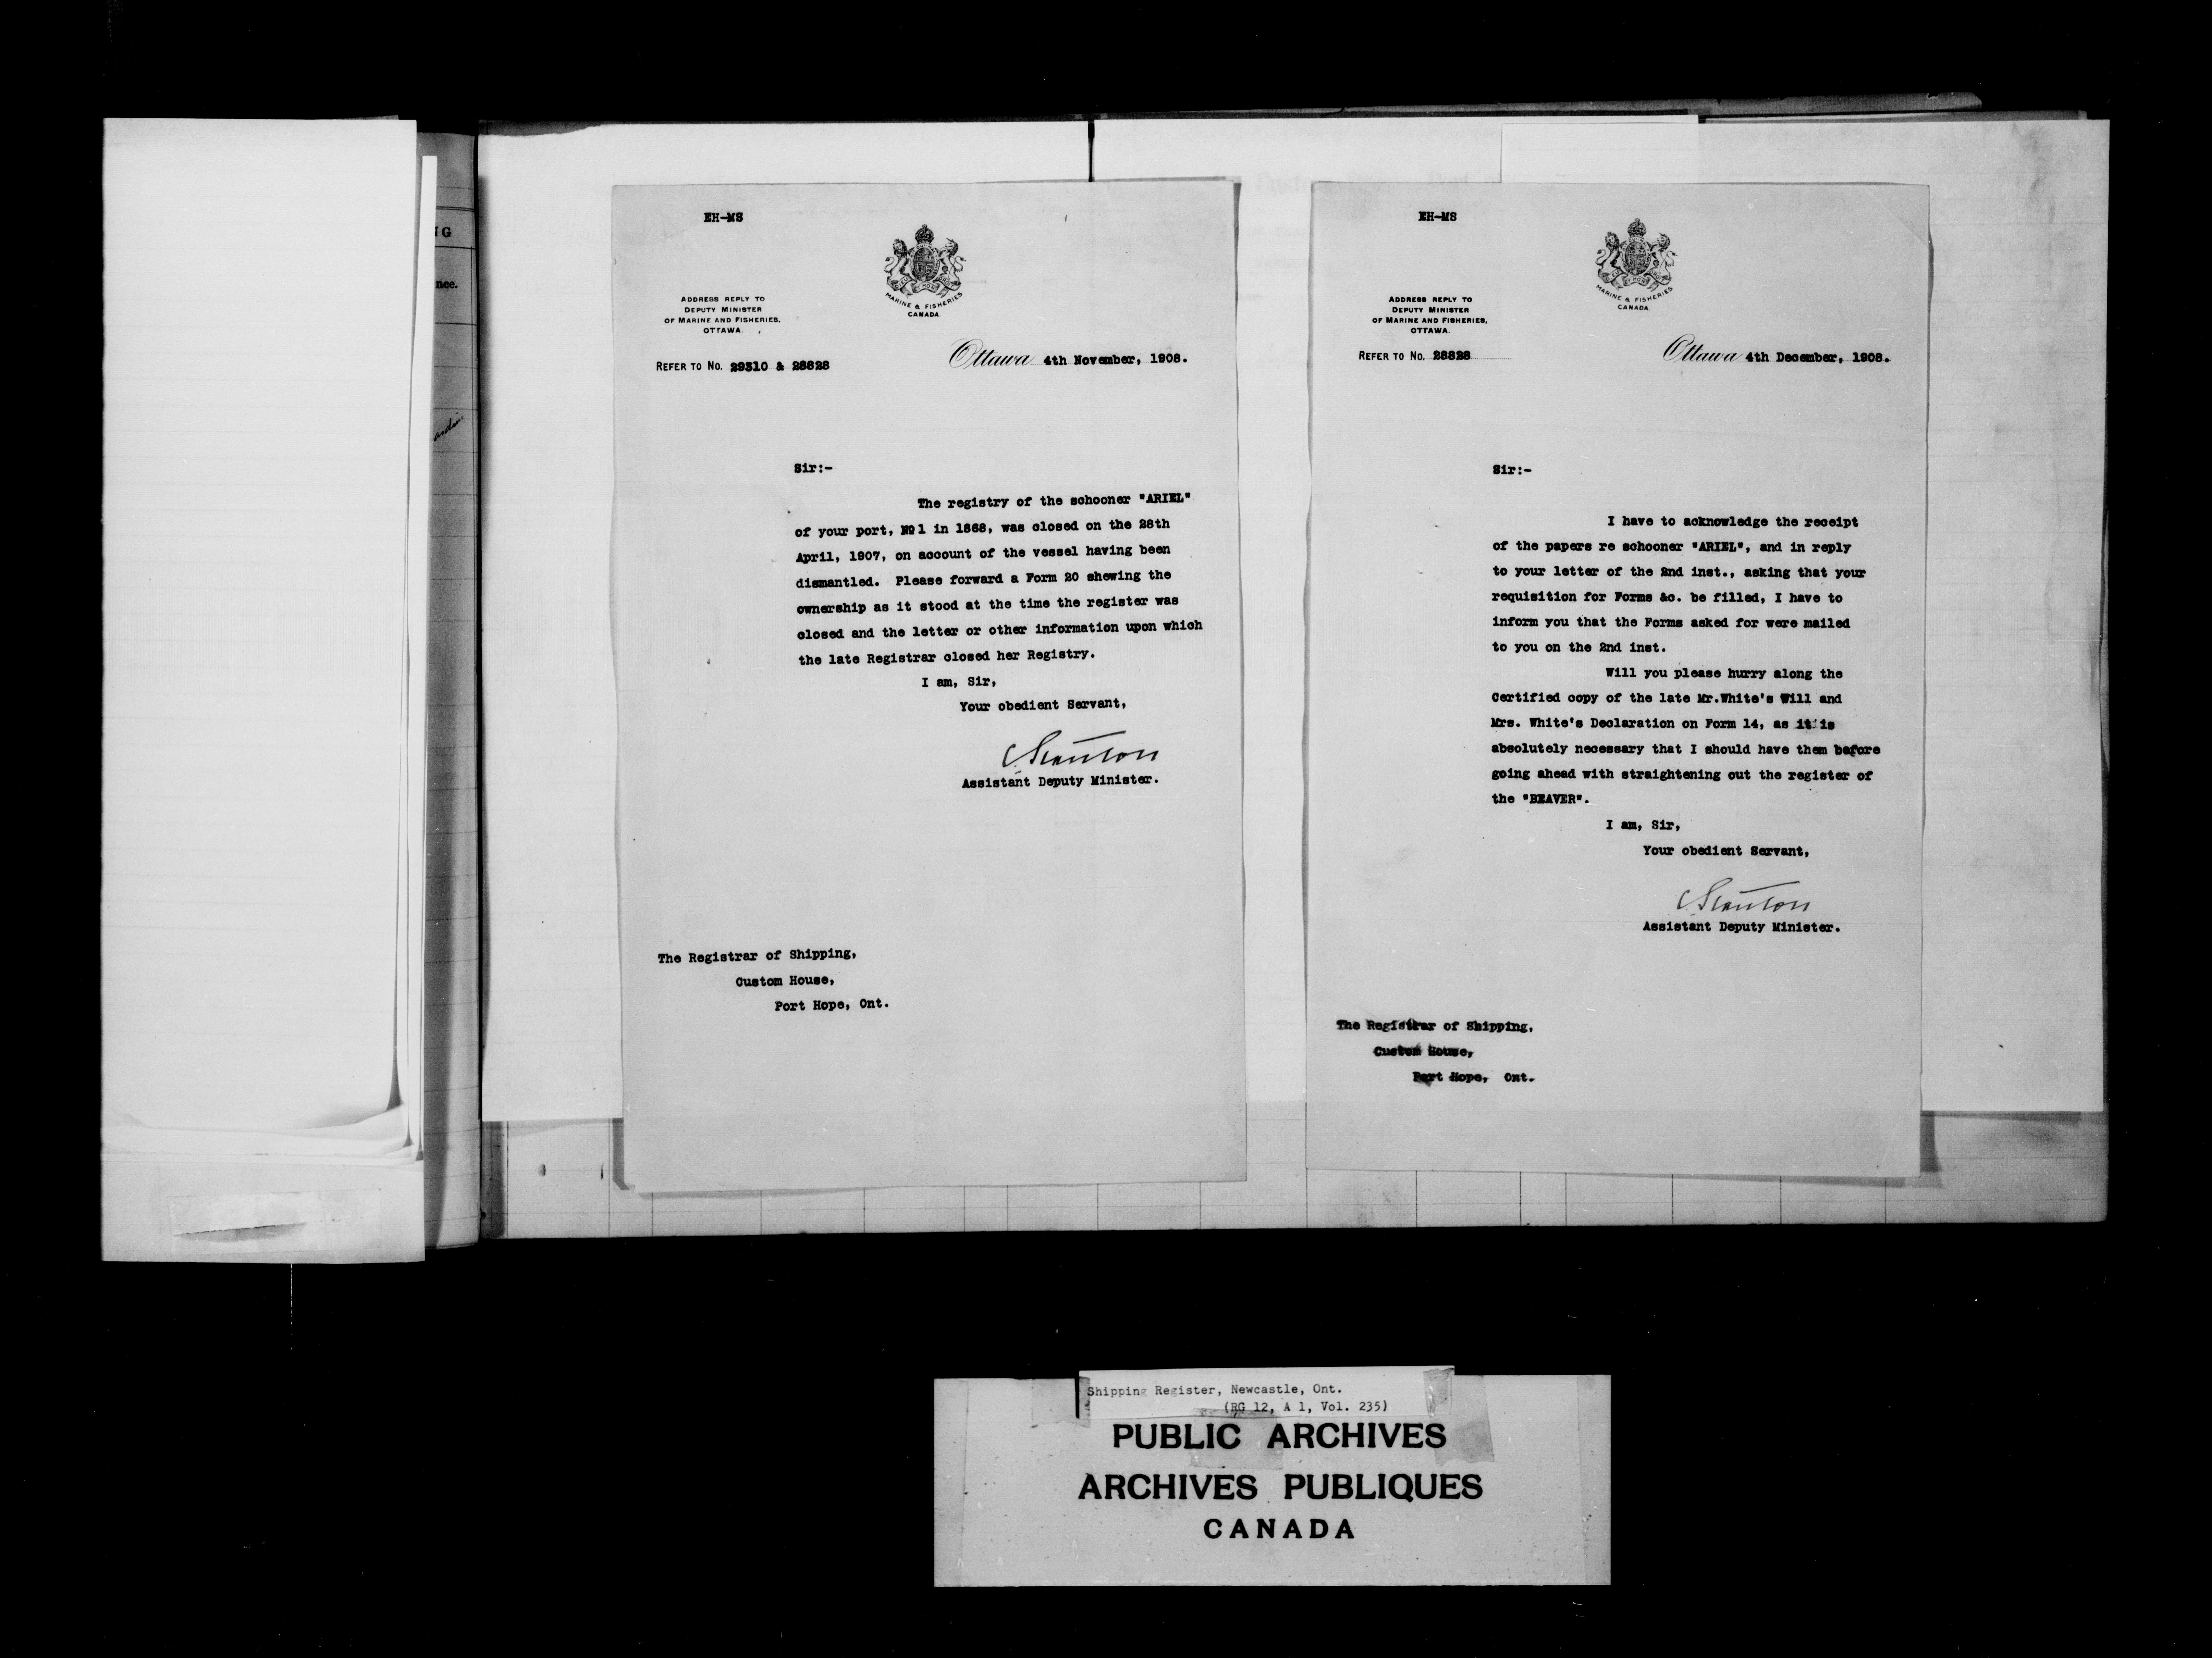 NG
nce.
EH-MS
MARINE & FISHERIES
CANADA
ADDRESS REPLY TO
DEPUTY MINISTER
OF MARINE AND FISHERIES,
OTTAWA.
REFER TO No. 29310 & 28828
Ottawa 4th November, 1908.
Sir:-
The registry of the schooner "ARIEL"
of your port, No 1 in 1868, was closed on the 28th
April, 1907, on account of the vessel having been
dismantled. Please forward a Form 20 shewing the
ownership as it stood at the time the register was
closed and the letter or other information upon which
the late Registrar closed her Registry.
I am, Sir,
Your obedient Servant,
C Stanton
Assistant Deputy Minister.
The Registrar of Shipping,
Custom House,
Port Hope, Ont.
EH-MS
MARINE & FISHERIES
CANADA
ADDRESS REPLY TO
DEPUTY MINISTER
OF MARINE AND FISHERIES,
OTTAWA.
REFER TO No. 28828
Ottawa 4th December, 1908.
Sir:-
I have to acknowledge the receipt
of the papers re schooner "ARIEL", and in reply
to your letter of the 2nd inst., asking that your
requisition for Forms &c. be filled, I have to
inform you that the Forms asked for were mailed
to you on the 2nd inst.
Will you please hurry along the
Certified copy of the late Mr.White's Will and
Mrs. White's Declaration on Form 14, as it is
absolutely necessary that I should have them before
going ahead with straightening out the register of
the "BEAVER".
I am, Sir,
Your obedient Servant,
C Stanton
Assistant Deputy Minister.
The Registrar of Shipping,
Custom House,
Port Hope, Ont.
Shipping Register, Newcastle, Ont.
(RG 12, A 1, Vol. 235)
PUBLIC ARCHIVES
ARCHIVES PUBLIQUES
CANADA